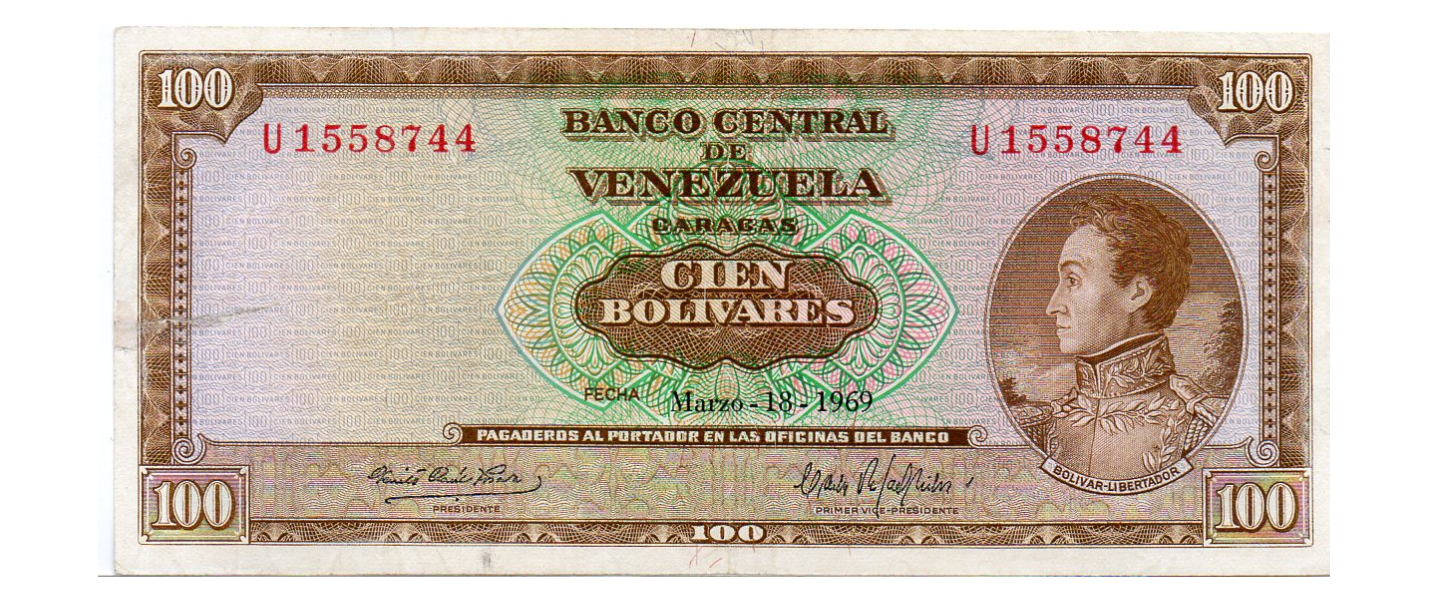 100
100
U1558744
BANCO CENTRAL
U1558744
DE
VENEZUELA
CARACAS
CIEN
BOLIVARES
FECHA Marzo - 18 - 1969
PAGADEROS AL PORTADOR EN LAS OFICINAS DEL BANCO
BOLIVAR-LIBERTADOR
100
PRESIDENTE
PRIMER VICE-PRESIDENTE
100
100